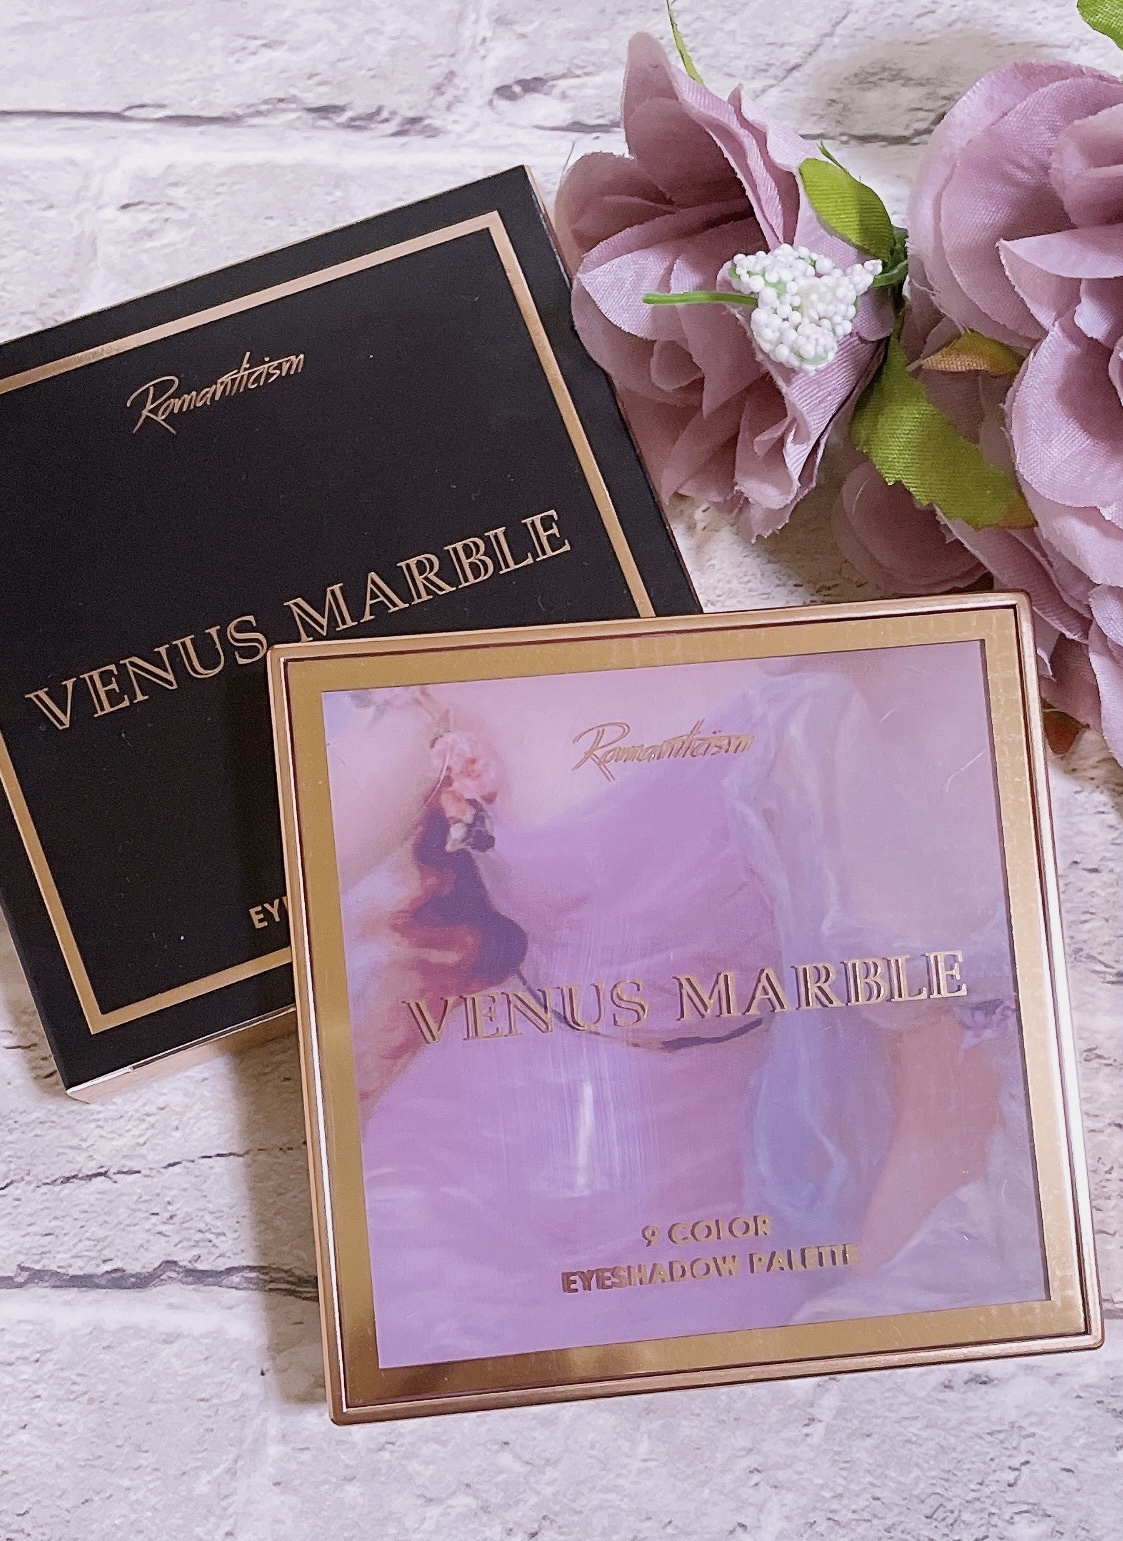 Romanticism
VENUS MARBLE
Romanticism
VENUS MARBLE
9 COLOR
EYESHADOW PALETTE